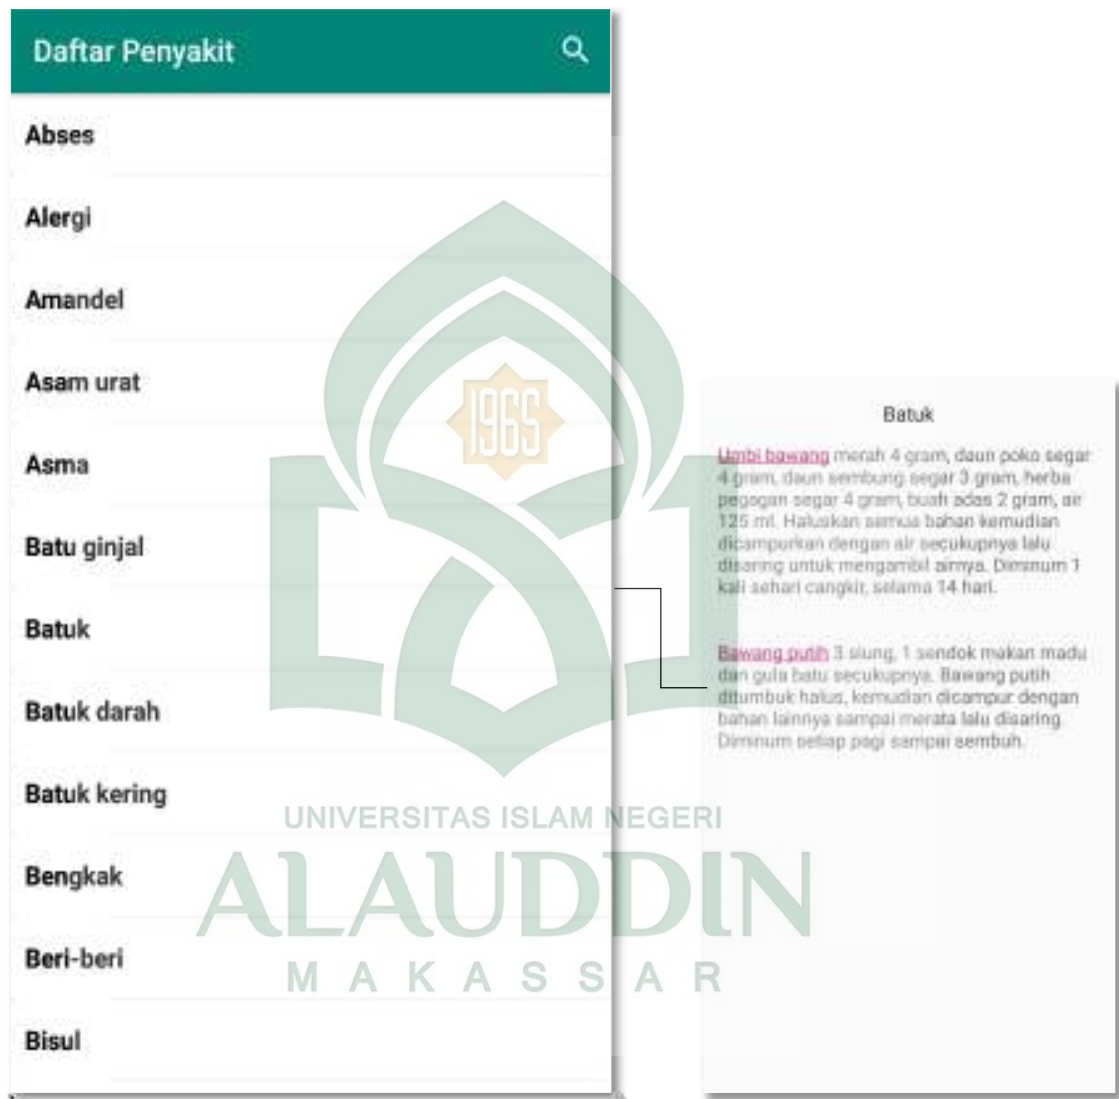 Daftar Penyakit
Abses
Alergi
Amandel
Asam urat
Asma
Batu ginjal
Batuk
Batuk darah
Batuk kering
Bengkak
Beri-beri
Bisul
1965
UNIVERSITAS ISLAM NEGERI
ALAUDDIN
MAKASSAR
Batuk
Umbi bawang merah 4 gram, daun poko segar
4 gram, daun sembung segar 3 gram, herba
pegagan segar 4 gram, buah adas 2 gram, air
125 ml. Haluskan semua bahan kemudian
dicampurkan dengan air secukupnya lalu
disaring untuk mengambil airnya. Diminum 1
kali sehari cangkir, selama 14 hari.
Bawang putih 3 siung, 1 sendok makan madu
dan gula batu secukupnya. Bawang putih
ditumbuk halus, kemudian dicampur dengan
bahan lainnya sampai merata lalu disaring.
Diminum setiap pagi sampai sembuh.